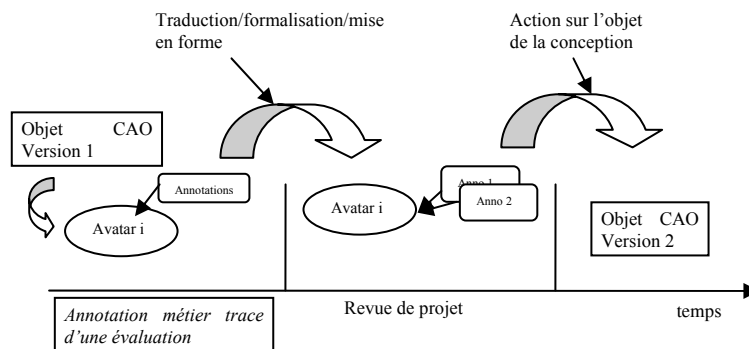 Traduction/formalisation/mise
en forme
Action sur l’objet
de la conception
Objet CAO
Version 1
Annotations
Avatar i
Anno 1
Anno 2
Avatar i
Objet CAO
Version 2
Annotation métier trace
d’une évaluation
Revue de projet
temps